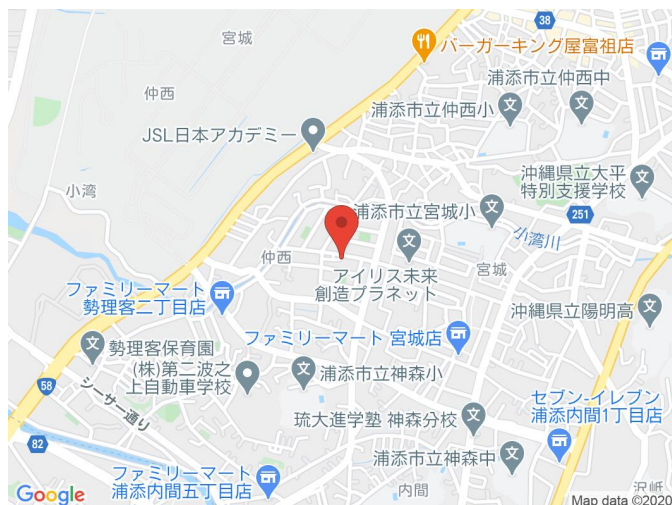 宮城
38
バーガーキング屋富祖店
仲西
浦添市立仲西中
浦添市立仲西小
JSL日本アカデミー
沖縄県立大平
特別支援学校
小湾
浦添市立宮城小
251
小湾川
仲西
宮城
アイリス未来
創造プラネット
ファミリーマート
勢理客二丁目店
沖縄県立陽明高
ファミリーマート 宮城店
勢理客保育園
(株)第二波之
上自動車学校
浦添市立神森小
58
シーサー通り
セブン-イレブン
浦添内間1丁目店
琉大進学塾 神森分校
82
浦添市立神森中
ファミリーマート
浦添内間五丁目店
内間
沢岻
Google
Map data ©2020